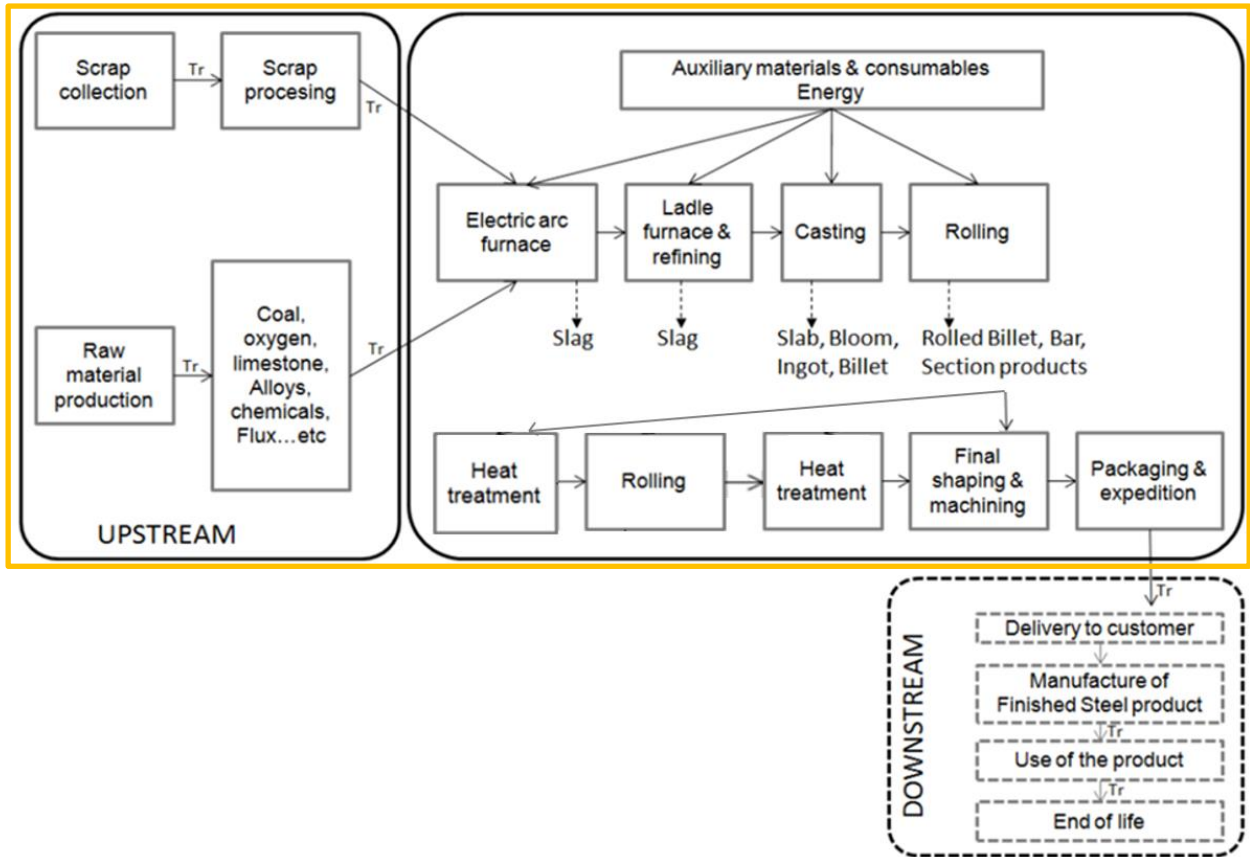 Scrap
collection
Tr
Scrap
procesing
Tr
Raw
material
production
Tr
Coal,
oxygen,
limestone,
Alloys,
chemicals,
Flux...etc
Tr
UPSTREAM
Auxiliary materials & consumables
Energy
Electric arc
furnace
Ladle
furnace &
refining
Casting
Rolling
Slag
Slag
Slab, Bloom,
Ingot, Billet
Rolled Billet, Bar,
Section products
Heat
treatment
Rolling
Heat
treatment
Final
shaping &
machining
Packaging &
expedition
Tr
DOWNSTREAM
Delivery to customer
Manufacture of
Finished Steel product
Tr
Use of the product
Tr
End of life